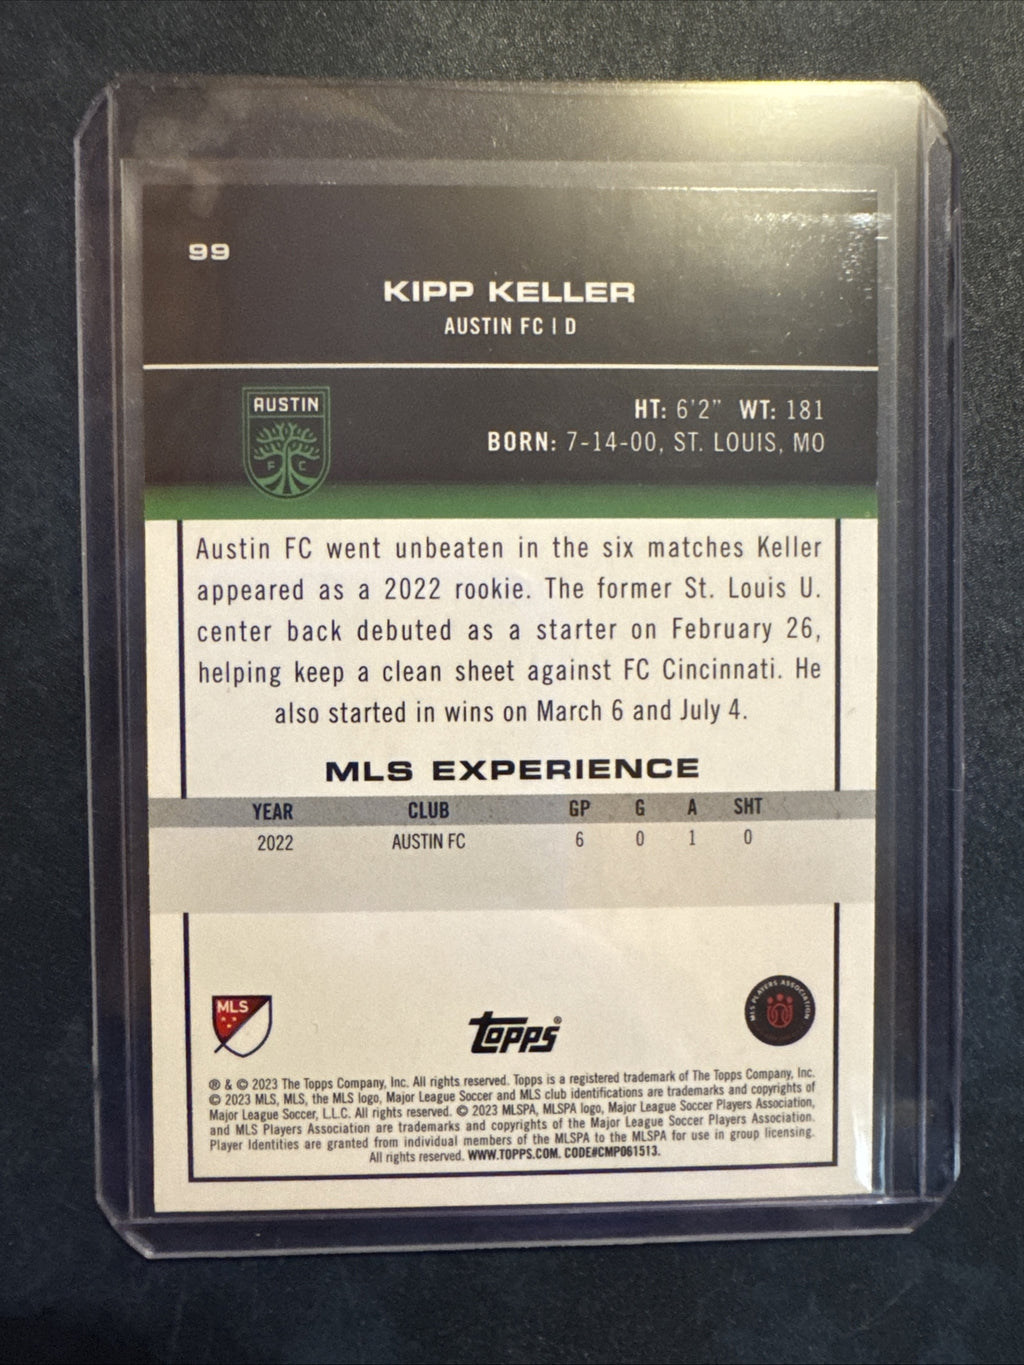 99
KIPP KELLER
AUSTIN FC | D
AUSTIN
F C
HT: 6'2" WT: 181
BORN: 7-14-00, ST. LOUIS, MO
Austin FC went unbeaten in the six matches Keller
appeared as a 2022 rookie. The former St. Louis U.
center back debuted as a starter on February 26,
helping keep a clean sheet against FC Cincinnati. He
also started in wins on March 6 and July 4.
MLS EXPERIENCE
YEAR CLUB GP G A SHT
2022 AUSTIN FC 6 0 1 0
MLS
topps®
MLS PLAYERS ASSOCIATION
® & © 2023 The Topps Company, Inc. All rights reserved. Topps is a registered trademark of The Topps Company, Inc.
© 2023 MLS, MLS, the MLS logo, Major League Soccer and MLS club identifications are trademarks and copyrights of
Major League Soccer, L.L.C. All rights reserved. © 2023 MLSPA, MLSPA logo, Major League Soccer Players Association,
and MLS Players Association are trademarks and copyrights of the Major League Soccer Players Association.
Player Identities are granted from individual members of the MLSPA to the MLSPA for use in group licensing.
All rights reserved. WWW.TOPPS.COM. CODE#CMP061513.